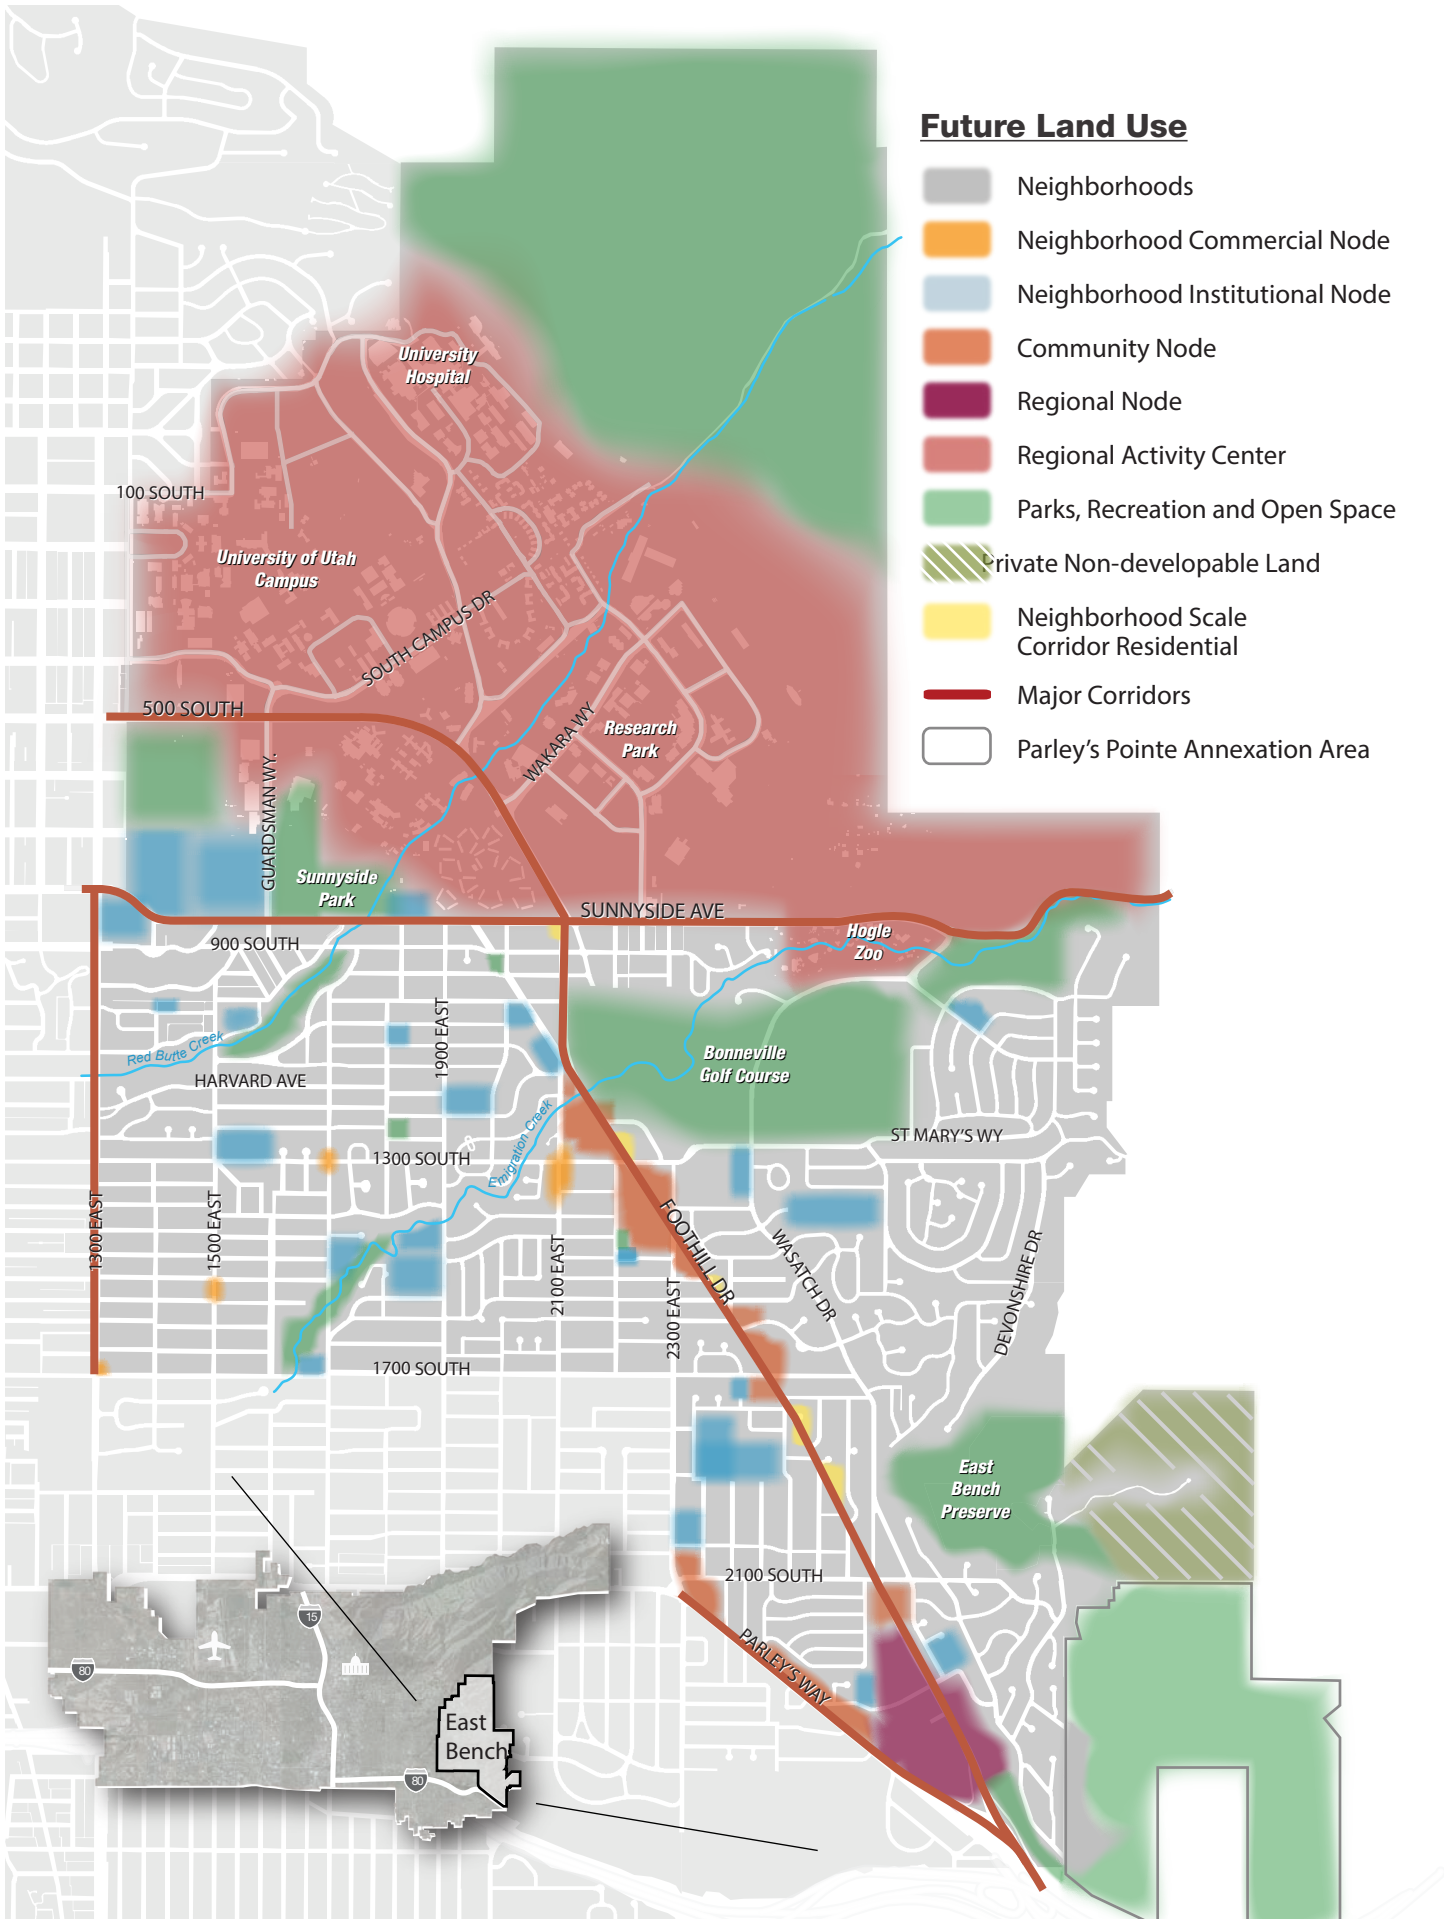 Future Land Use
Neighborhoods
Neighborhood Commercial Node
Neighborhood Institutional Node
Community Node
Regional Node
Regional Activity Center
Parks, Recreation and Open Space
Private Non-developable Land
Neighborhood Scale
Corridor Residential
Major Corridors
Parley's Pointe Annexation Area
University
Hospital
100 SOUTH
University of Utah
Campus
SOUTH CAMPUS DR
500 SOUTH
WAKARA WY
Research
Park
GUARDSMAN WY.
Sunnyside
Park
SUNNYSIDE AVE
900 SOUTH
Hogle
Zoo
Red Butte Creek
1900 EAST
Bonneville
Golf Course
HARVARD AVE
Emigration Creek
ST MARY'S WY
1300 SOUTH
1300 EAST
1500 EAST
2100 EAST
FOOTHILL DR
WASATCH DR
2300 EAST
DEVONSHIRE DR
1700 SOUTH
East
Bench
Preserve
2100 SOUTH
PARLEY'S WAY
15
80
East
Bench
80